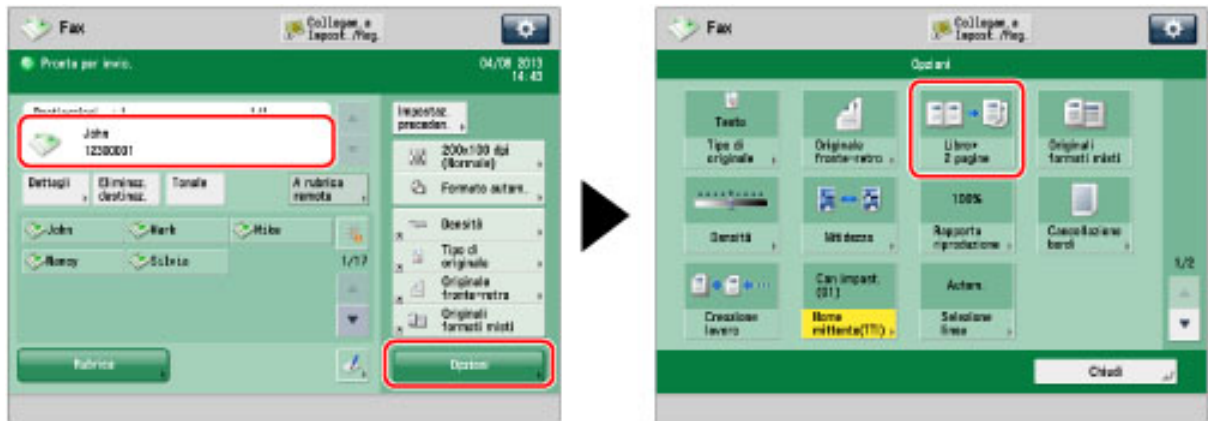 Fax
Collegam. e
Impost. /Reg.
Pronta per invio.
04/08 2013
14:43
1/1
John
12300001
Impostaz.
preceden.
200x100 dpi
(Normale)
Formato autom.
Dettagli
Eliminaz.
destinaz.
Tonale
A rubrica
remota
John
Mark
Mike
Nancy
Silvia
1/17
Densità
Tipo di
originale
Originale
fronte-retro
Originali
formati misti
Rubrica
Opzioni
Fax
Collegam. e
Impost. /Reg.
Opzioni
Testo
Tipo di
originale
Originale
fronte-retro
Libro▸
2 pagine
Originali
formati misti
Densità
Nitidezza
100%
Rapporto
riproduzione
Cancellazione
bordi
1/2
Creazione
lavoro
Can impost.
(01)
Nome
mittente(TTI)
Autom.
Selezione
linea
Chiudi